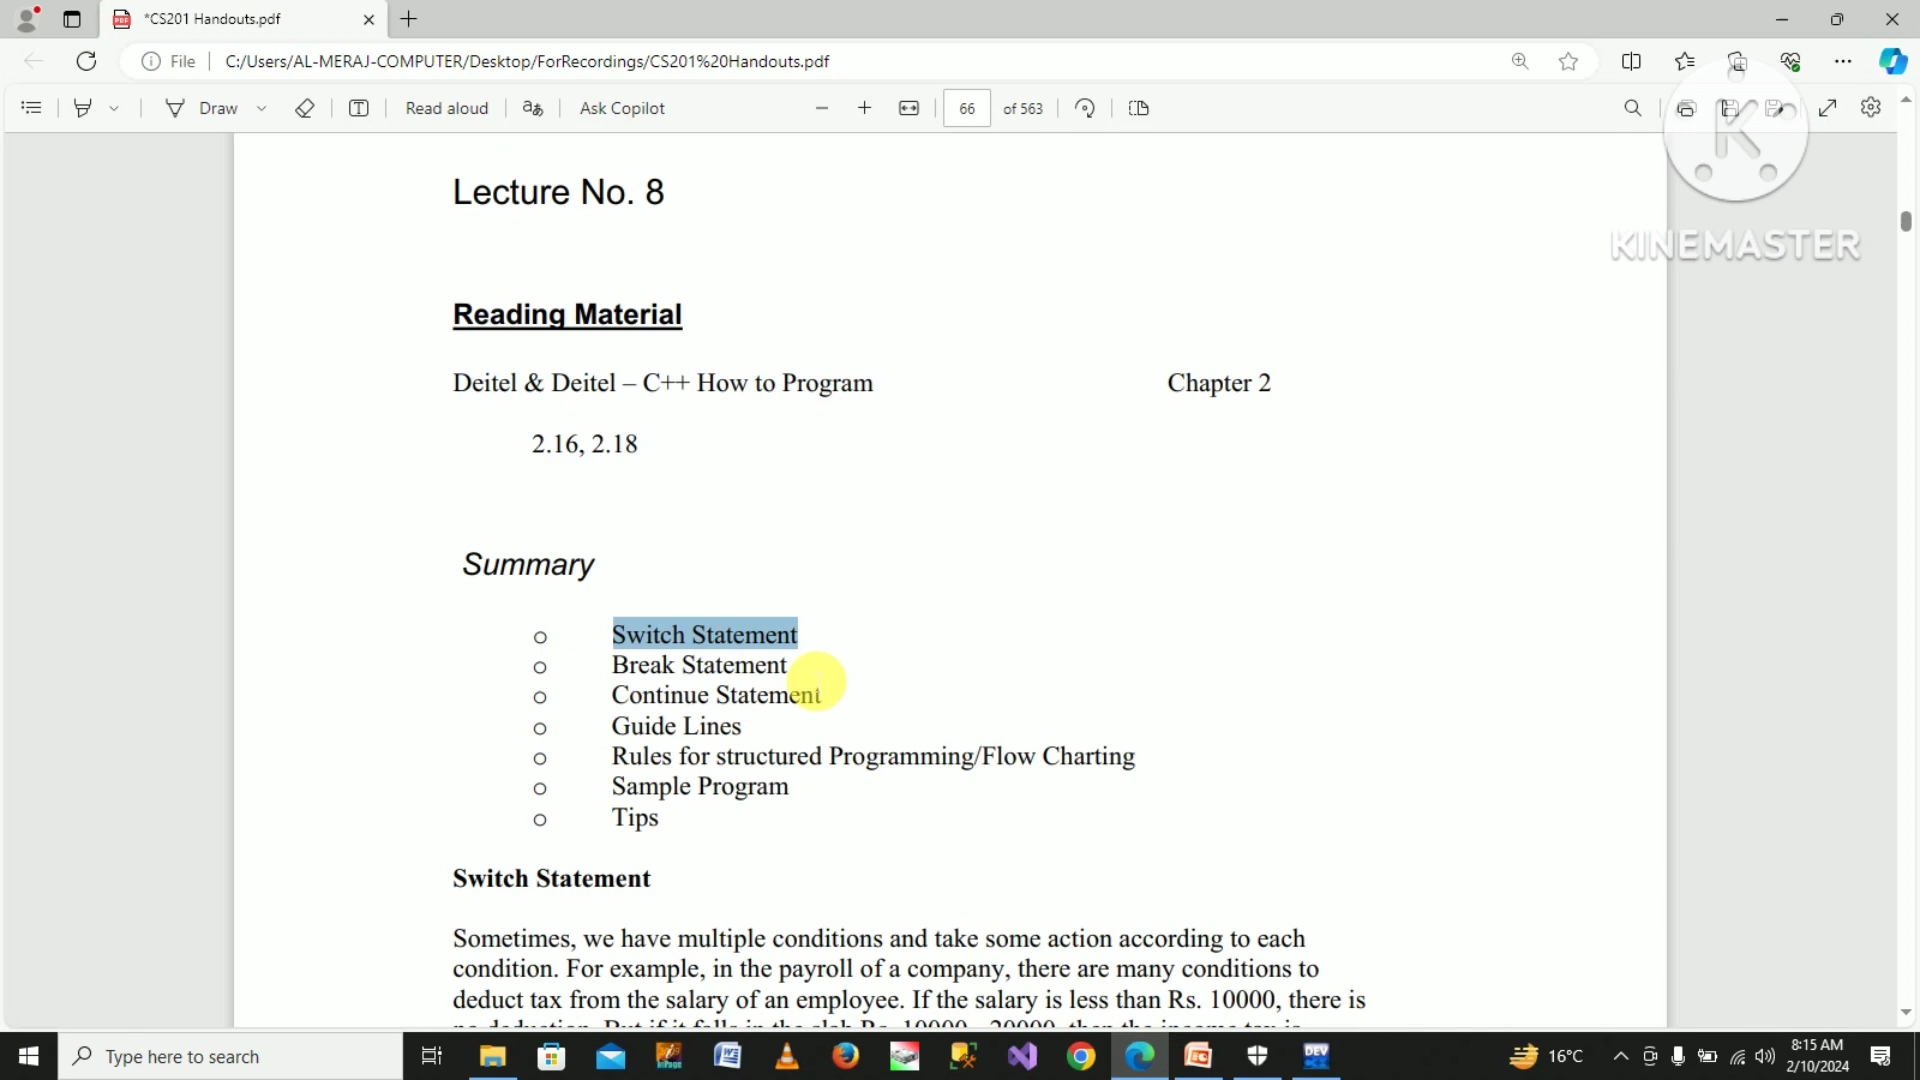 *CS201 Handouts.pdf
File
C:/Users/AL-MERAJ-COMPUTER/Desktop/ForRecordings/CS201%20Handouts.pdf
Draw
Read aloud
Ask Copilot
66 of 563
KINEMASTER
Lecture No. 8
Reading Material
Deitel & Deitel – C++ How to Program Chapter 2
2.16, 2.18
Summary
o Switch Statement
o Break Statement
o Continue Statement
o Guide Lines
o Rules for structured Programming/Flow Charting
o Sample Program
o Tips
Switch Statement
Sometimes, we have multiple conditions and take some action according to each
condition. For example, in the payroll of a company, there are many conditions to
deduct tax from the salary of an employee. If the salary is less than Rs. 10000, there is
Type here to search
DEV
16°C
8:15 AM
2/10/2024